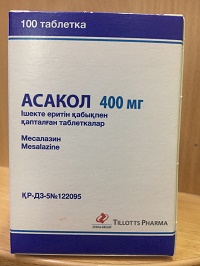 100 таблетка
АСАКОЛ 400 мг
Ішекте еритін қабықпен
қапталған таблеткалар
Месалазин
Mesalazine
ҚР-ДЗ-5№122095
TILLOTTS PHARMA